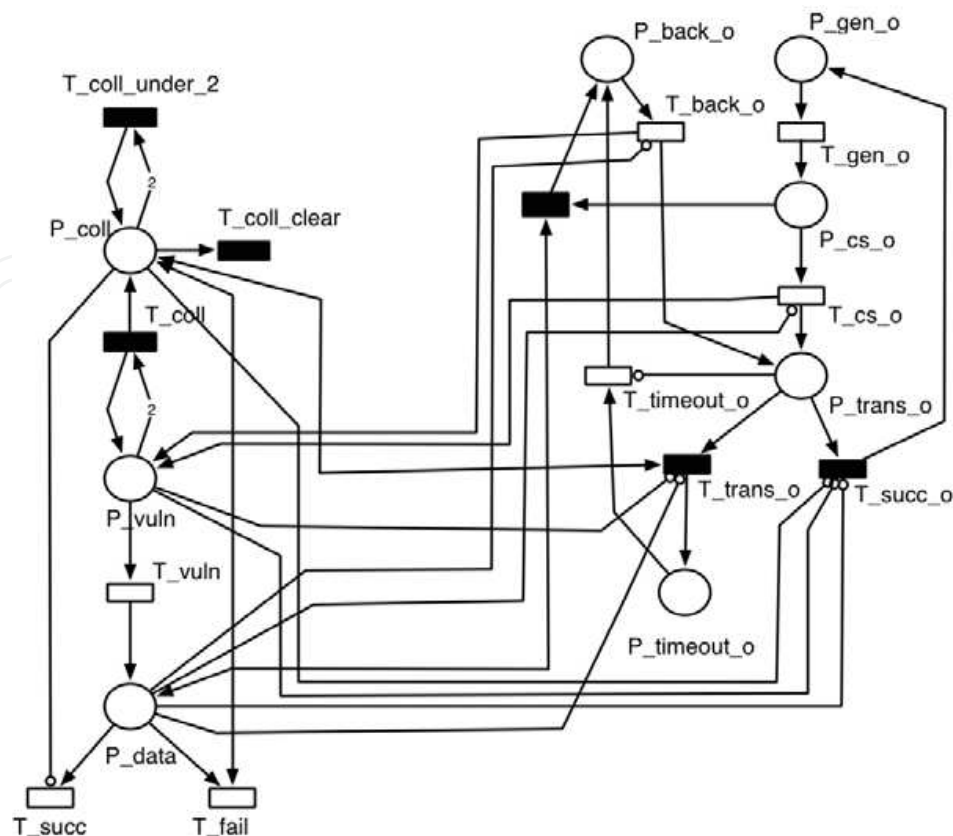 P_back_o
P_gen_o
T_coll_under_2
T_back_o
T_gen_o
2
T_coll_clear
P_coll
P_cs_o
T_coll
T_cs_o
2
T_timeout_o
P_trans_o
P_vuln
T_trans_o
T_succ_o
T_vuln
P_timeout_o
P_data
T_succ
T_fail